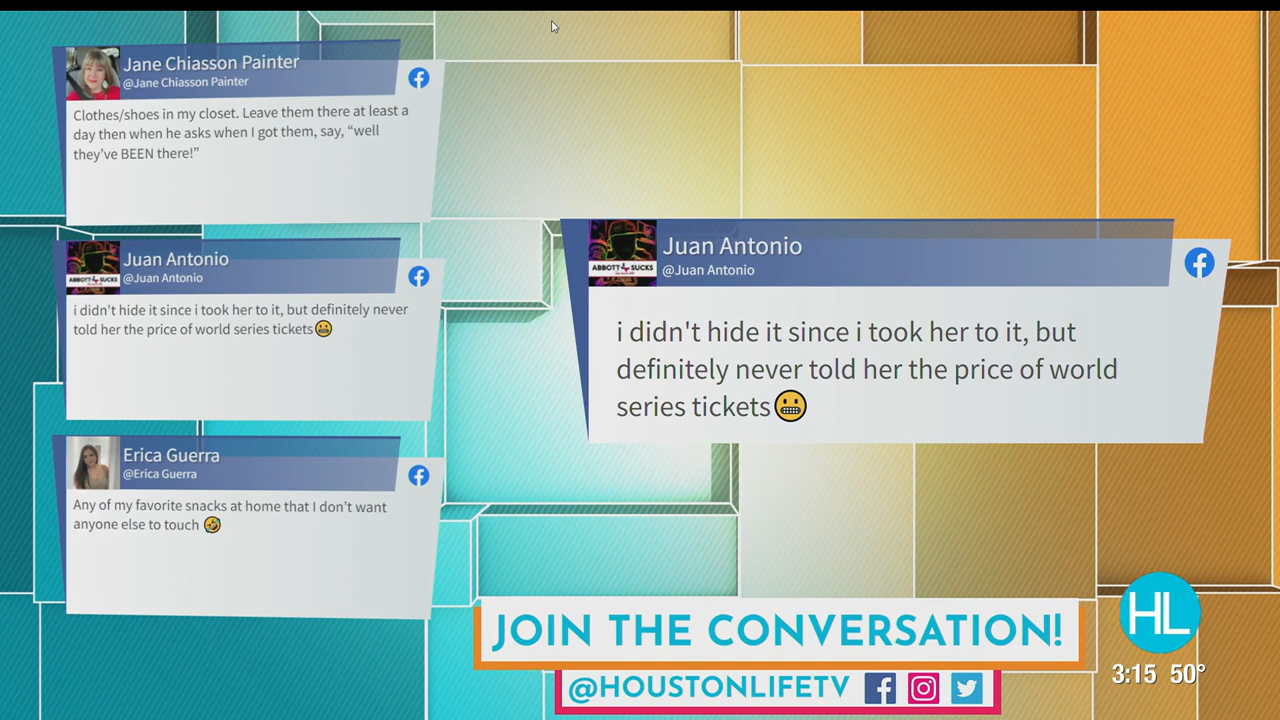 Jane Chiasson Painter
@Jane Chiasson Painter
Clothes/shoes in my closet. Leave them there at least a
day then when he asks when I got them, say, “well
they’ve BEEN there!”
ABBOTT SUCKS
Juan Antonio
@Juan Antonio
i didn't hide it since i took her to it, but definitely never
told her the price of world series tickets😬
Erica Guerra
@Erica Guerra
Any of my favorite snacks at home that I don’t want
anyone else to touch 🤣
ABBOTT SUCKS
Juan Antonio
@Juan Antonio
i didn't hide it since i took her to it, but
definitely never told her the price of world
series tickets😬
JOIN THE CONVERSATION!
@HOUSTONLIFETV
HL
3:15 50°